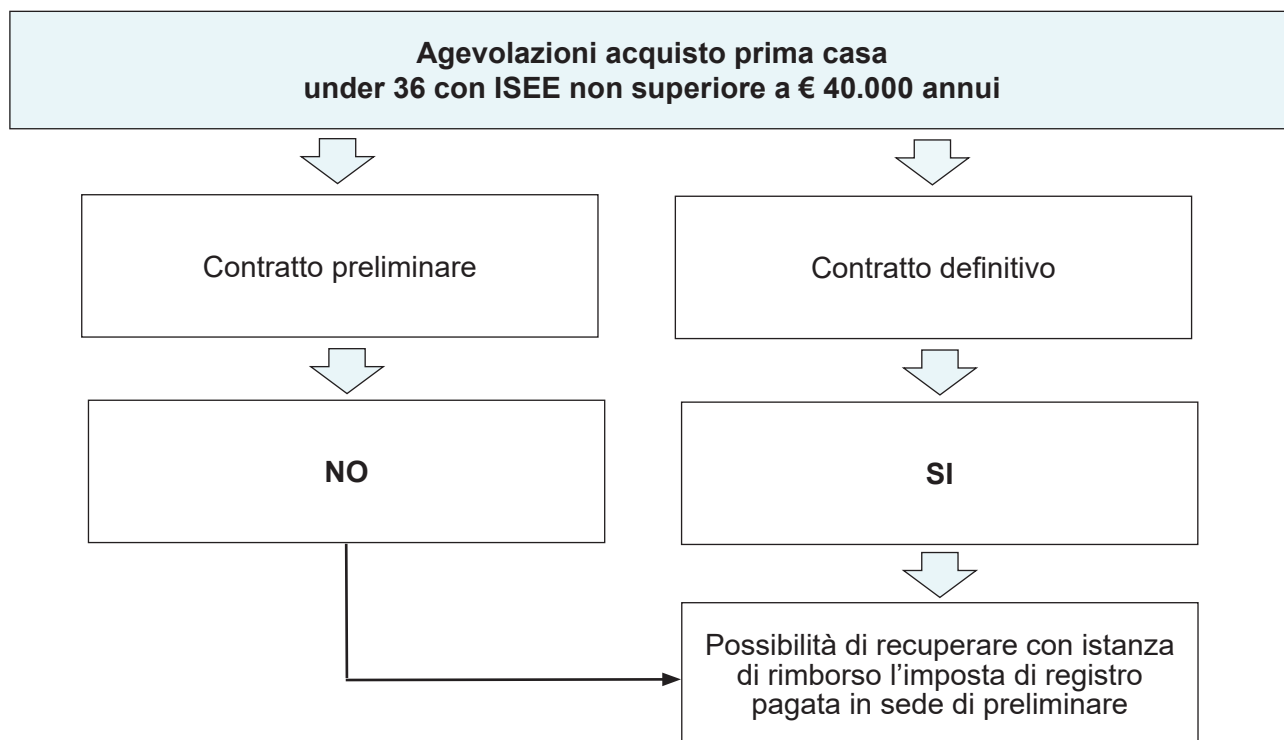 Agevolazioni acquisto prima casa
under 36 con ISEE non superiore a € 40.000 annui
Contratto preliminare
Contratto definitivo
NO
SI
Possibilità di recuperare con istanza
di rimborso l’imposta di registro
pagata in sede di preliminare